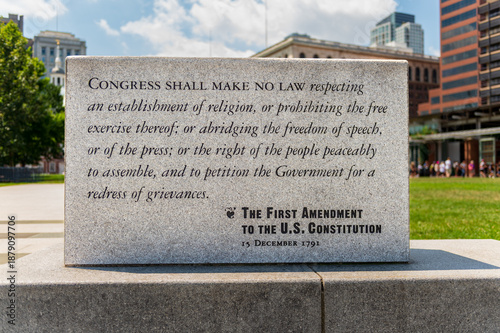 CONGRESS SHALL MAKE NO LAW respecting
an establishment of religion, or prohibiting the free
exercise thereof; or abridging the freedom of speech,
or of the press; or the right of the people peaceably
to assemble, and to petition the Government for a
redress of grievances.
THE FIRST AMENDMENT
TO THE U.S. CONSTITUTION
15 DECEMBER 1791
1879097706